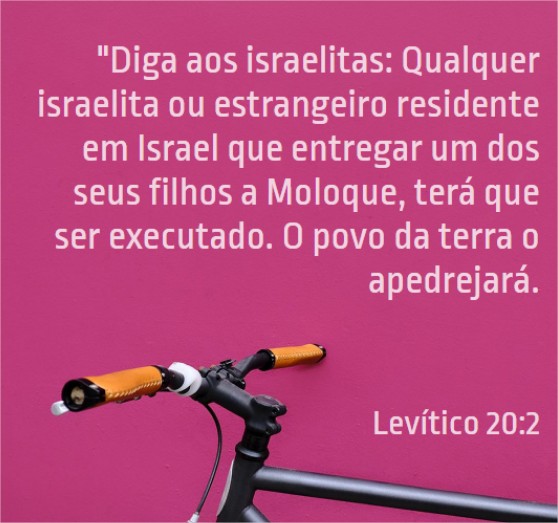 "Diga aos israelitas: Qualquer
israelita ou estrangeiro residente
em Israel que entregar um dos
seus filhos a Moloque, terá que
ser executado. O povo da terra o
apedrejará.
Levítico 20:2